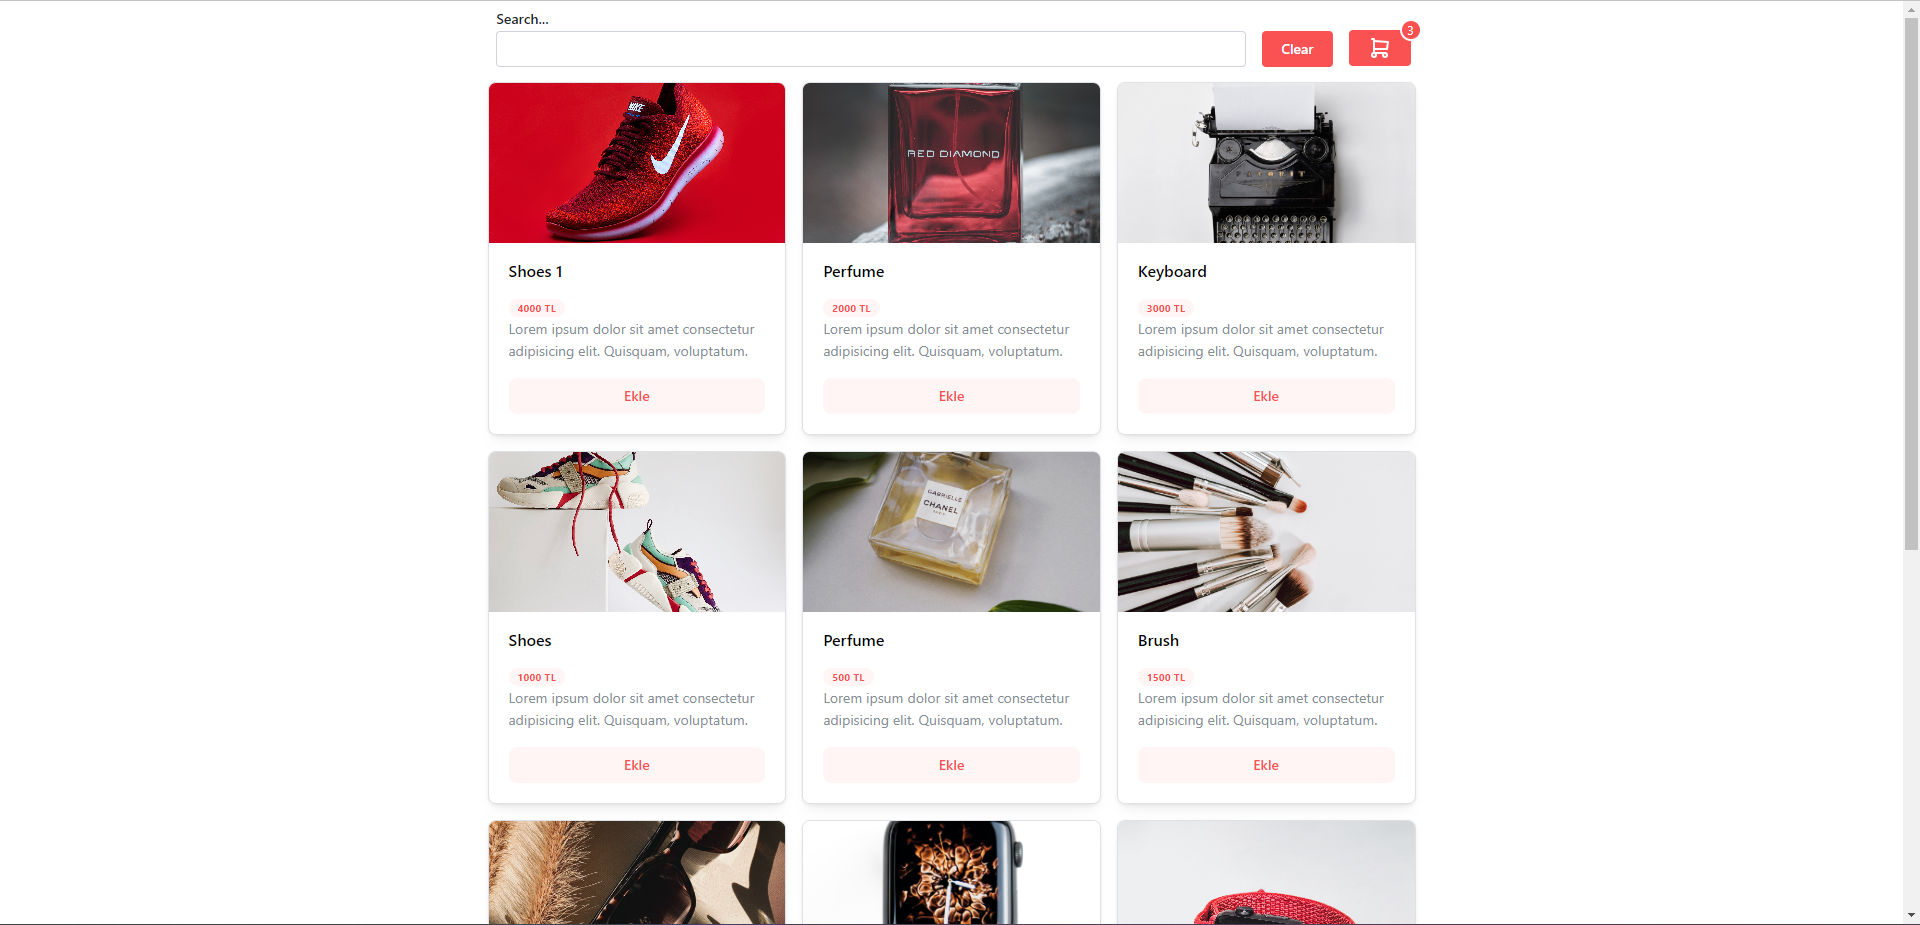 Search...
Clear
3
NIKE
RED DIAMOND
Shoes 1
4000 TL
Lorem ipsum dolor sit amet consectetur
adipisicing elit. Quisquam, voluptatum.
Ekle
Perfume
2000 TL
Lorem ipsum dolor sit amet consectetur
adipisicing elit. Quisquam, voluptatum.
Ekle
Keyboard
3000 TL
Lorem ipsum dolor sit amet consectetur
adipisicing elit. Quisquam, voluptatum.
Ekle
GABRIELLE
CHANEL
Shoes
1000 TL
Lorem ipsum dolor sit amet consectetur
adipisicing elit. Quisquam, voluptatum.
Ekle
Perfume
500 TL
Lorem ipsum dolor sit amet consectetur
adipisicing elit. Quisquam, voluptatum.
Ekle
Brush
1500 TL
Lorem ipsum dolor sit amet consectetur
adipisicing elit. Quisquam, voluptatum.
Ekle